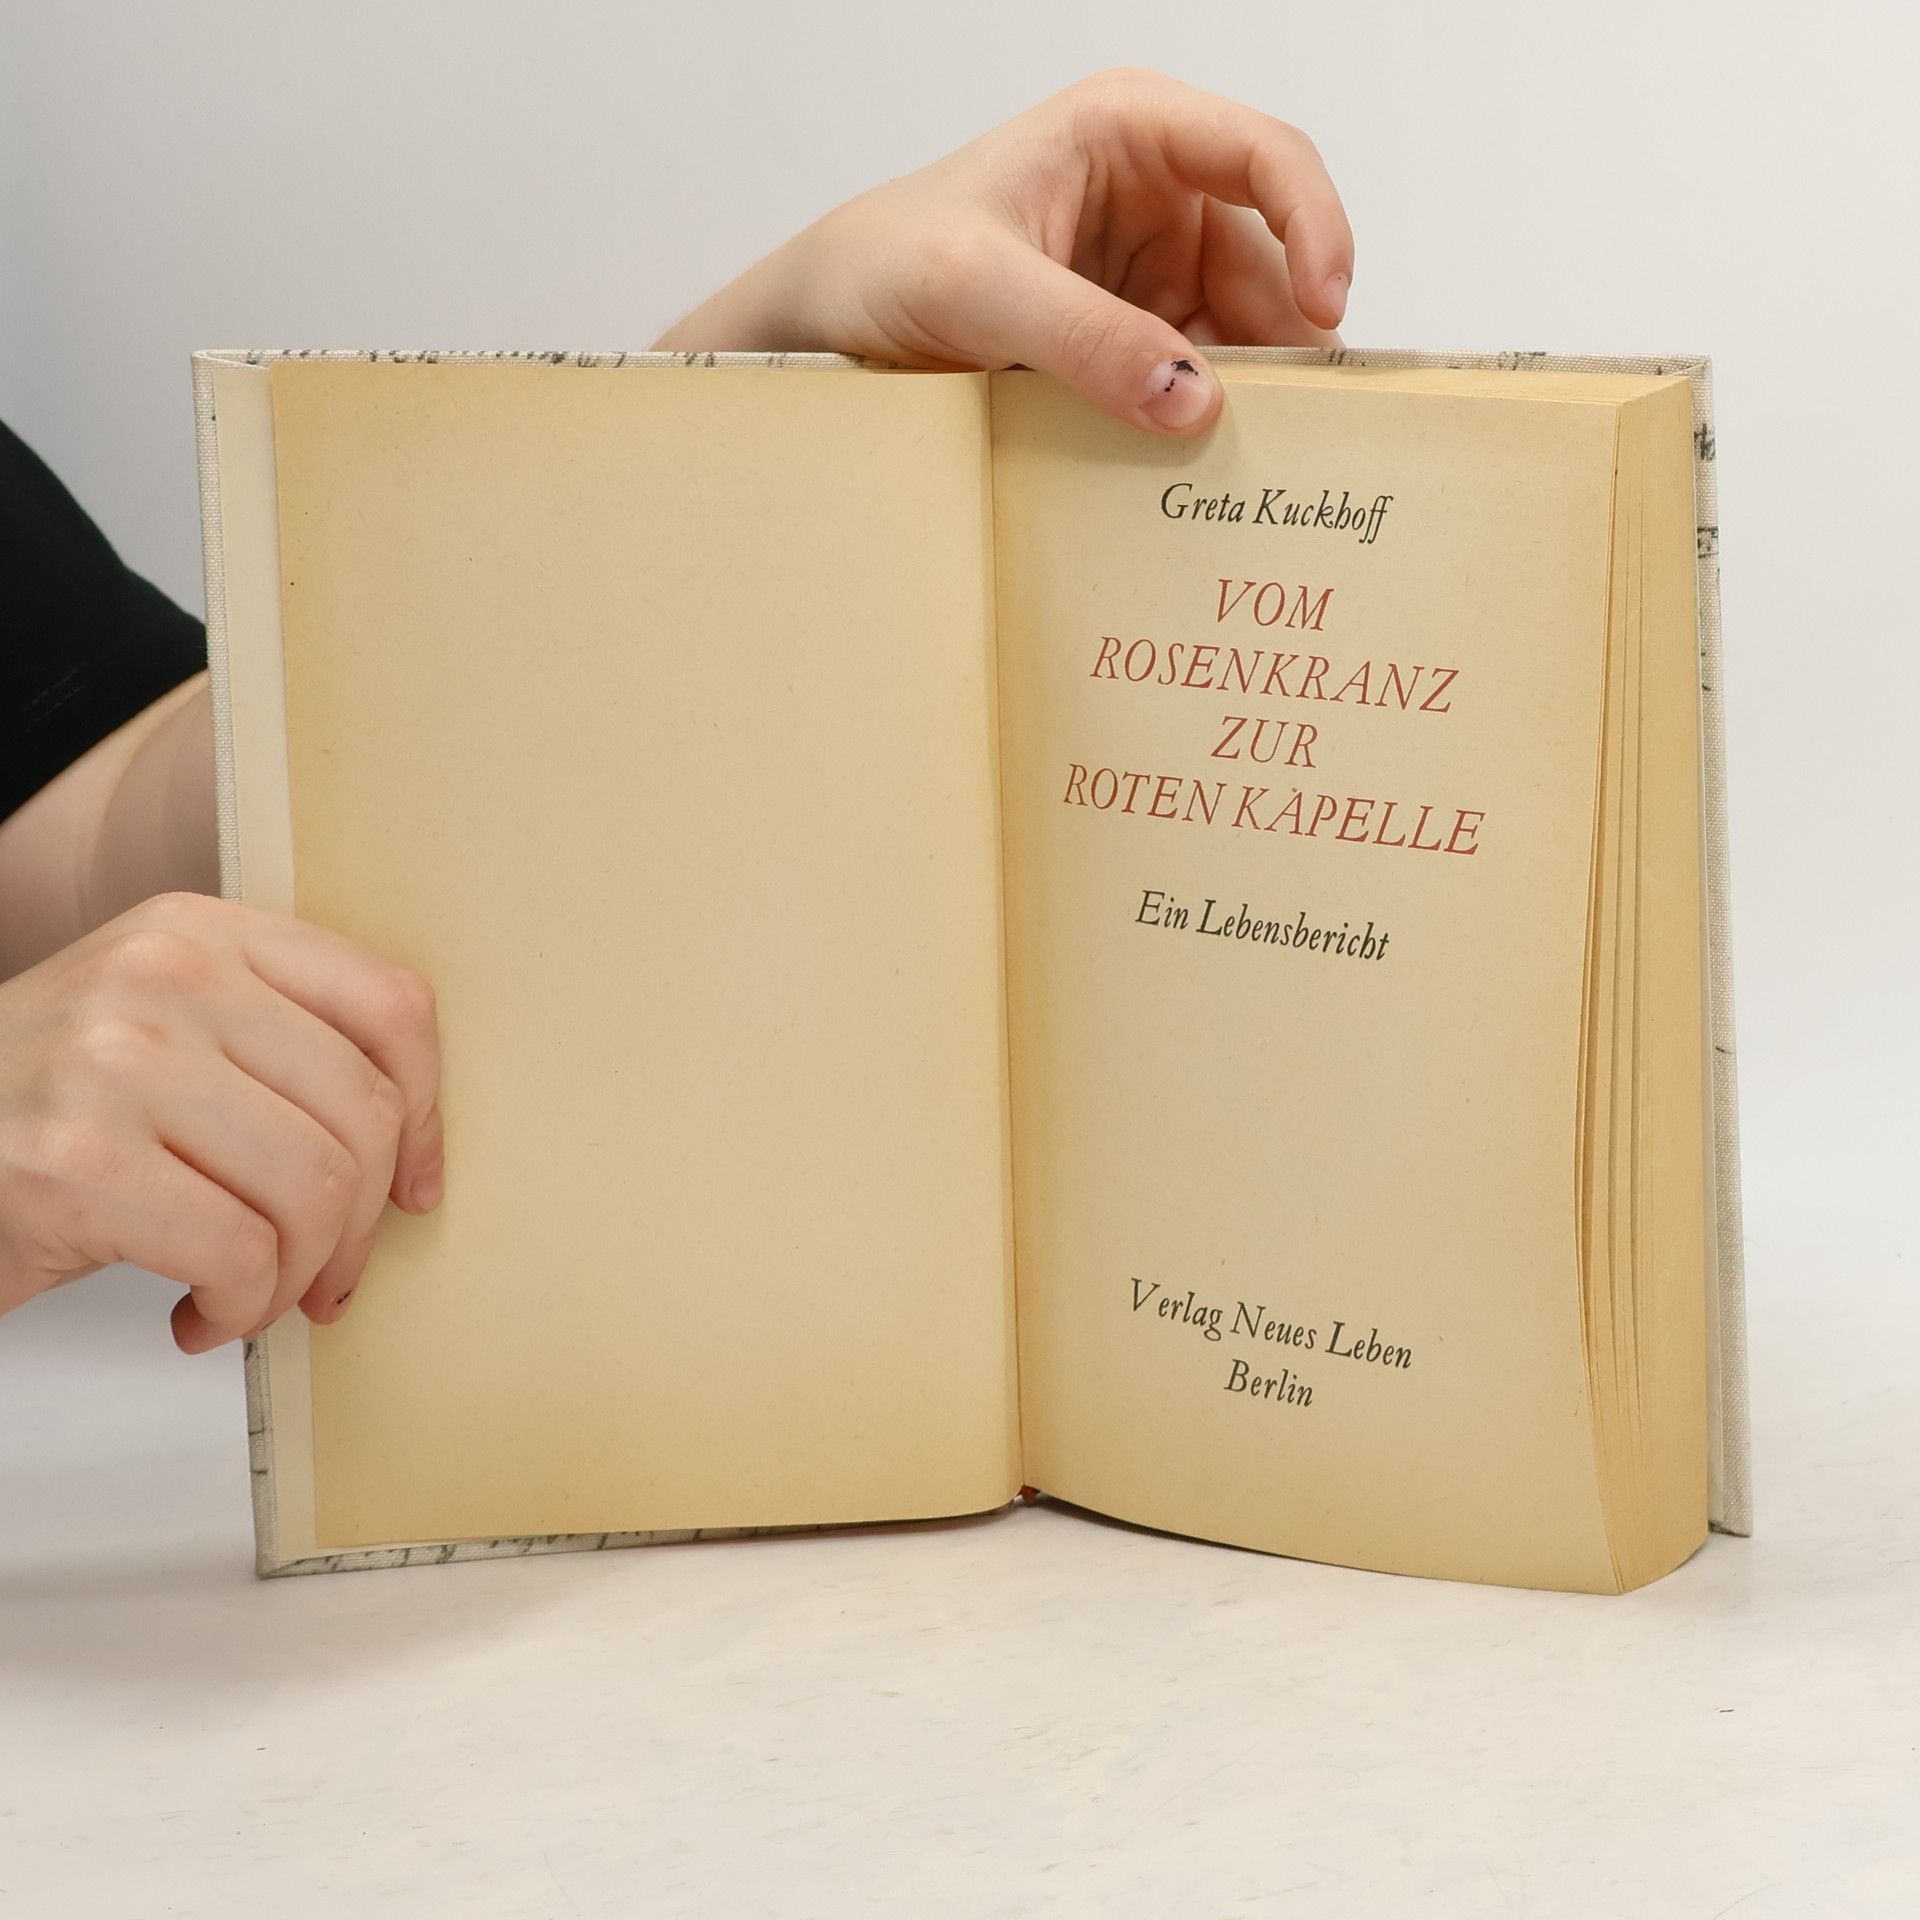 Greta Kuckhoff
VOM
ROSENKRANZ
ZUR
ROTEN KAPELLE
Ein Lebensbericht
Verlag Neues Leben
Berlin